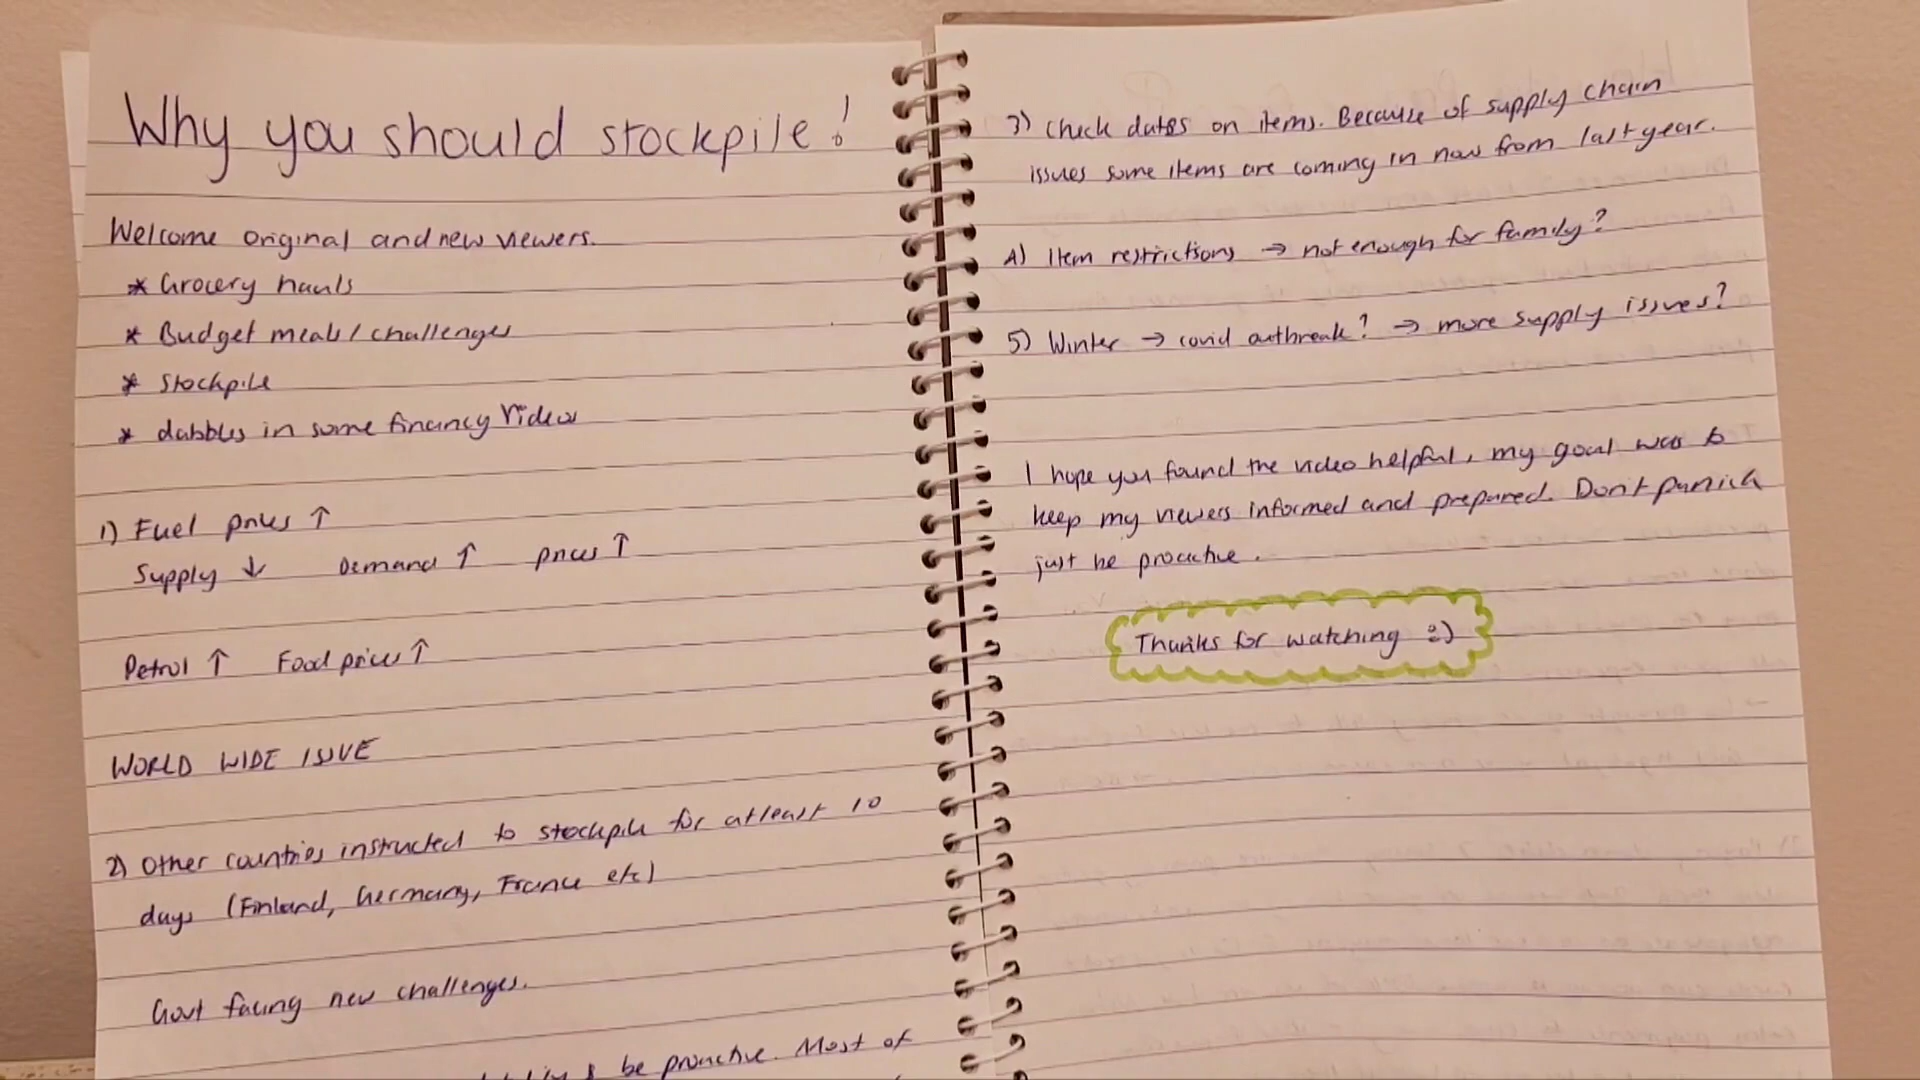 Why you should stockpile!
Welcome original and new viewers.
* Grocery hauls
* Budget meals / challenges
* stockpile
* dabbles in some financy videos
1) Fuel prices ↑
supply ↓ Demand ↑ prices ↑
Petrol ↑ Food prices ↑
WORLD WIDE ISSUE
2) Other countries instructed to stockpile for atleast 10
days (Finland, Germany, France etc)
Govt facing new challenges.
be proactive. Most of
3) Check dates on items. Because of supply chain
issues some items are coming in now from last year.
4) Item restrictions → not enough for family?
5) Winter → covid outbreak? → more supply issues?
I hope you found the video helpful, my goal was to
keep my viewers informed and prepared. Don't panick
just be proactive.
Thanks for watching :)